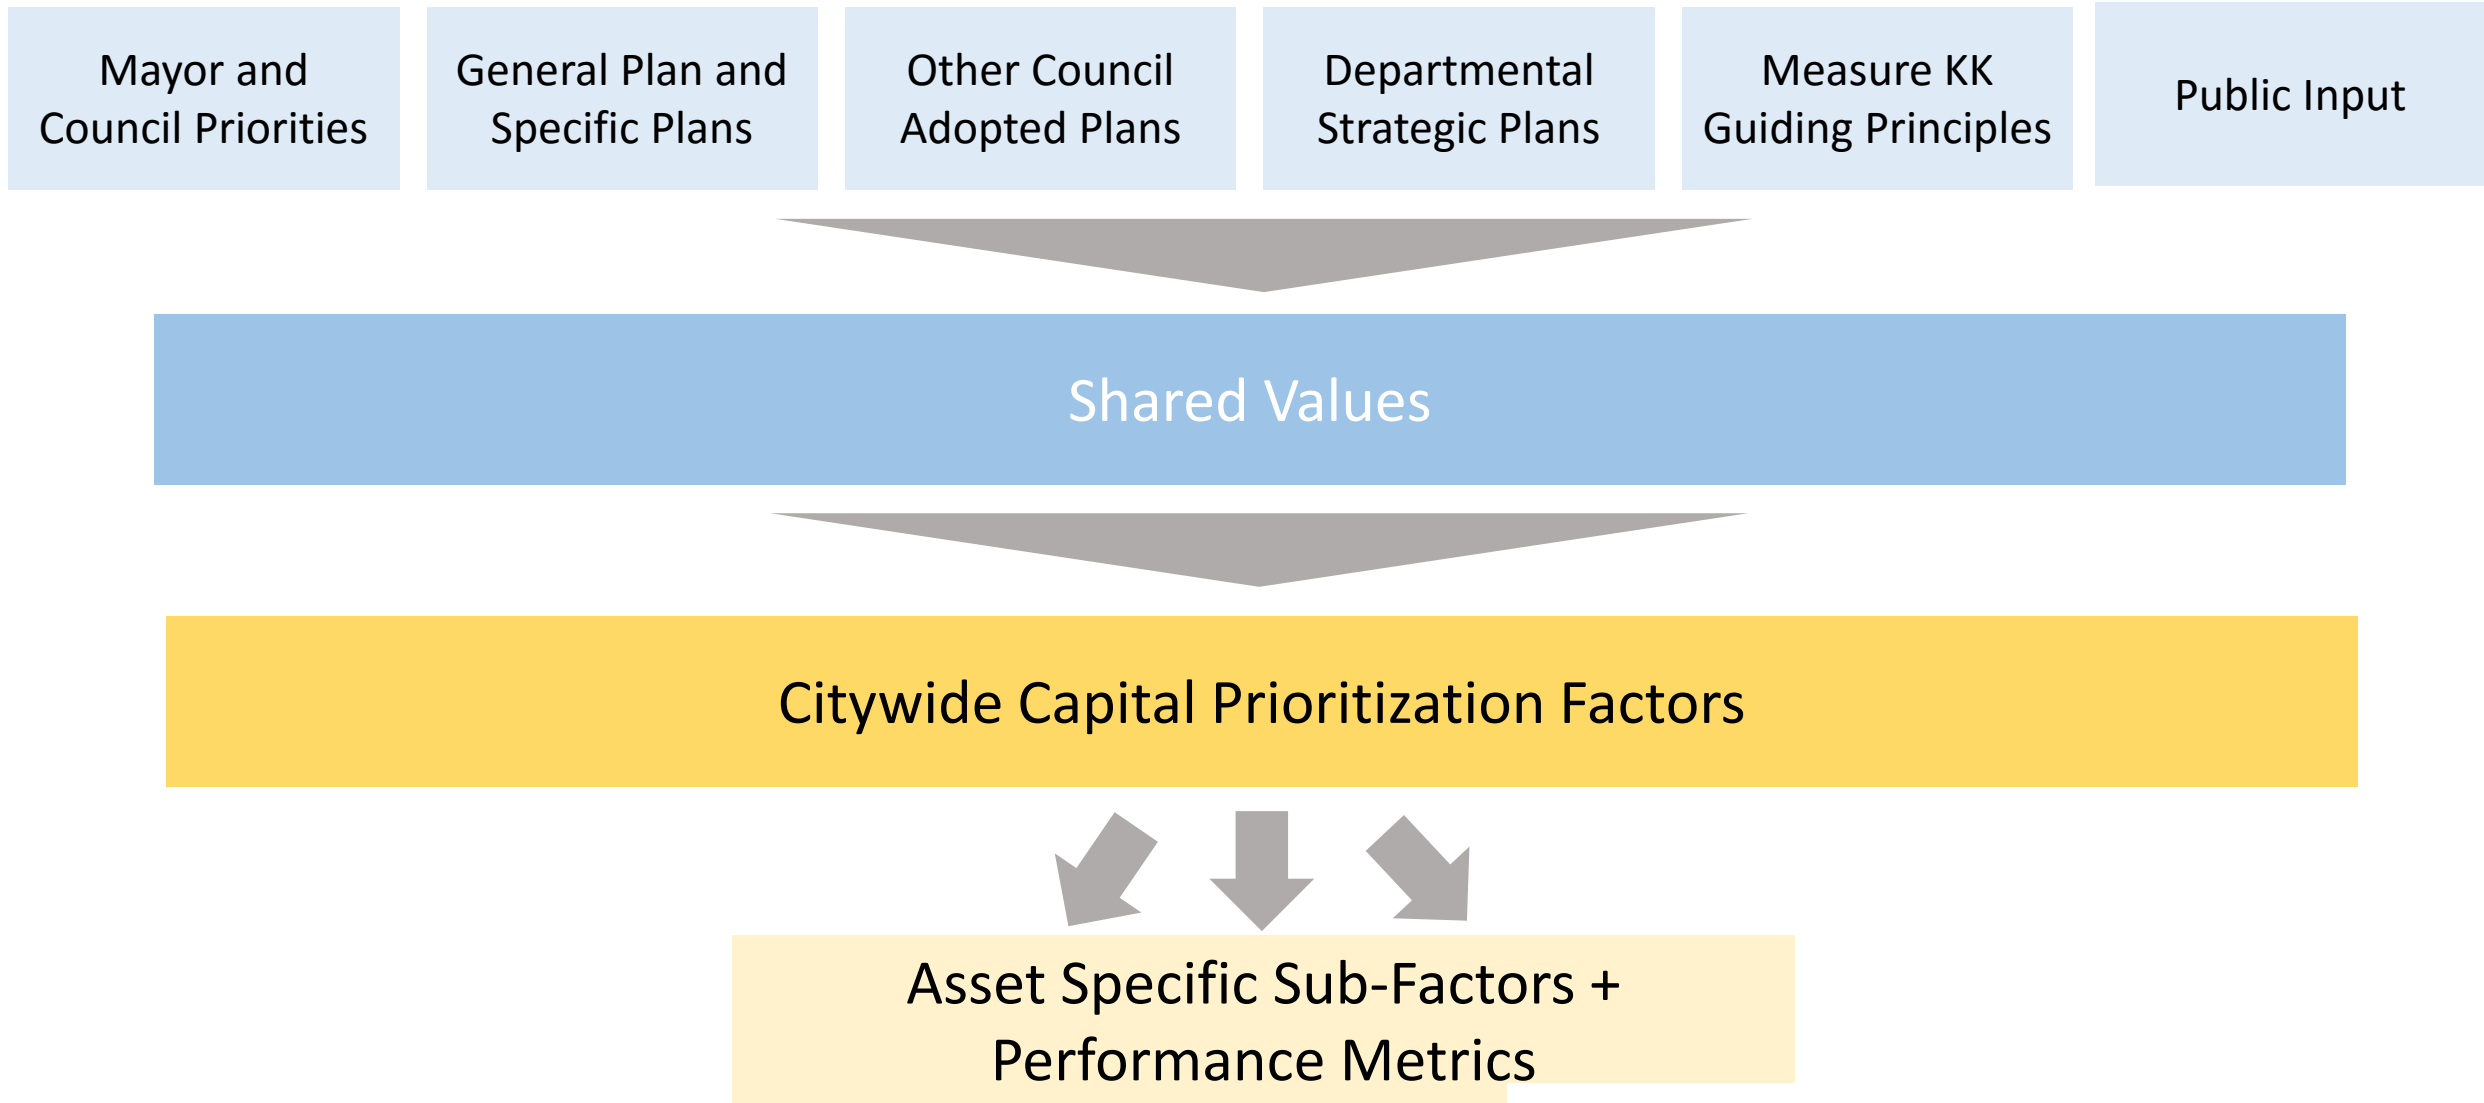 Mayor and
Council Priorities
General Plan and
Specific Plans
Other Council
Adopted Plans
Departmental
Strategic Plans
Measure KK
Guiding Principles
Public Input
Shared Values
Citywide Capital Prioritization Factors
Asset Specific Sub-Factors +
Performance Metrics